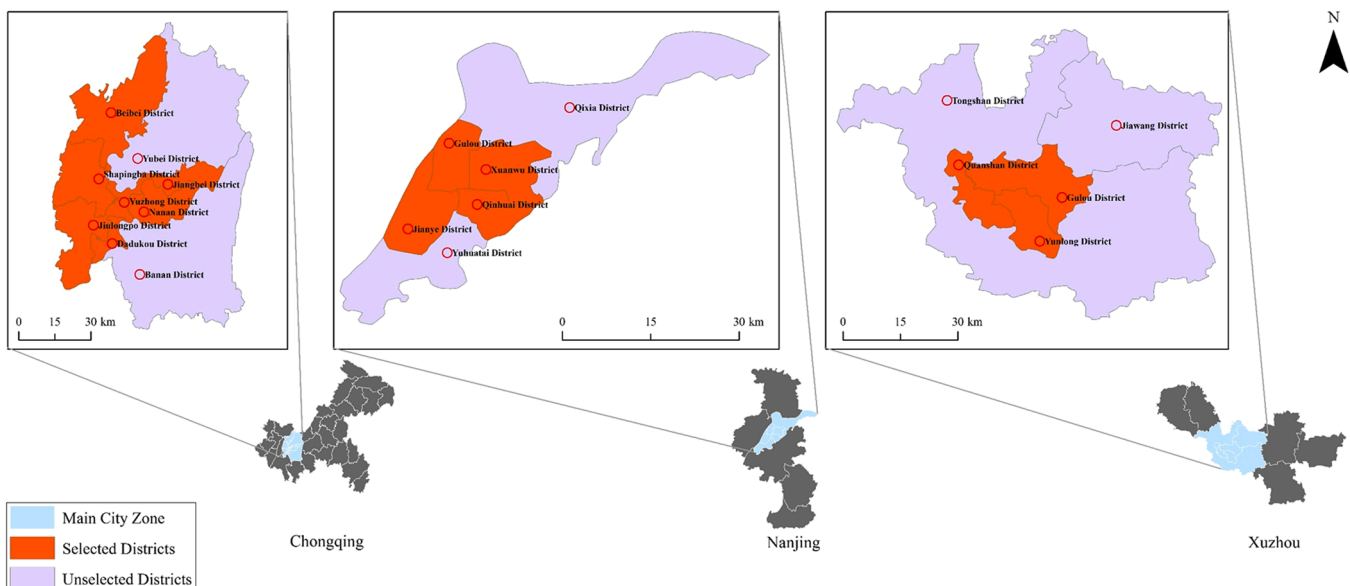 N
Beibei District
Yubei District
Shapingba District
Jiangbei District
Yuzhong District
Nanan District
Jiulongpo District
Dadukou District
Banan District
0 15 30 km
Qixia District
Gulou District
Xuanwu District
Qinhuai District
Jianye District
Yuhuatai District
0 15 30 km
Tongshan District
Jiawang District
Quanshan District
Gulou District
Yunlong District
0 15 30 km
Main City Zone
Selected Districts
Unselected Districts
Chongqing
Nanjing
Xuzhou